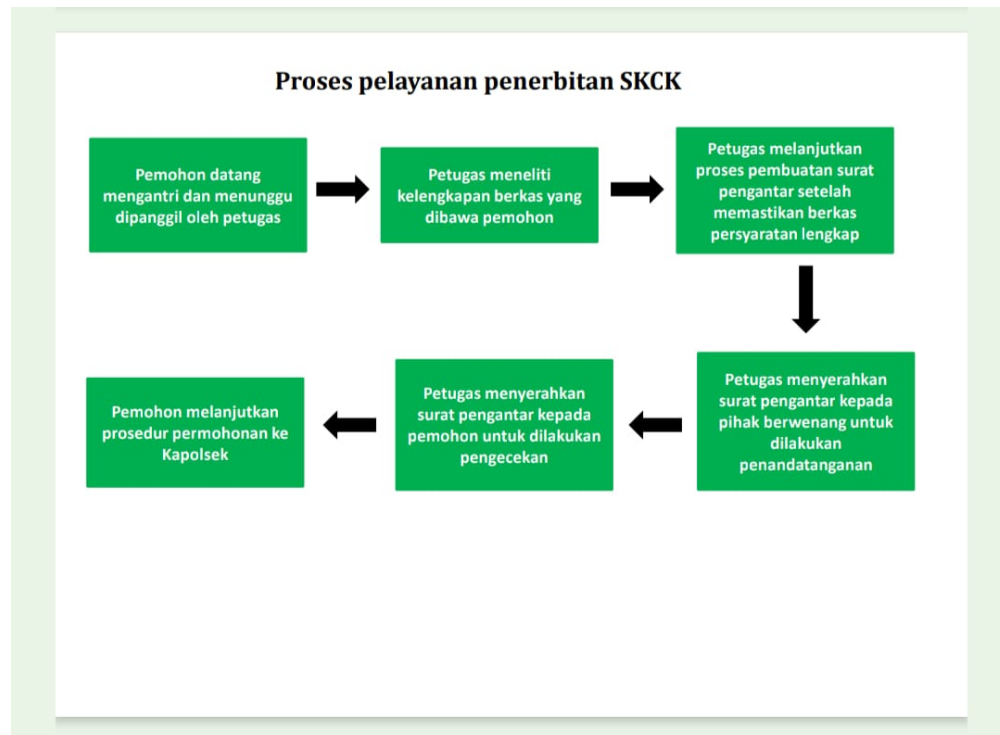 Proses pelayanan penerbitan SKCK
Pemohon datang
mengantri dan menunggu
dipanggil oleh petugas
Petugas meneliti
kelengkapan berkas yang
dibawa pemohon
Petugas melanjutkan
proses pembuatan surat
pengantar setelah
memastikan berkas
persyaratan lengkap
Petugas menyerahkan
surat pengantar kepada
pihak berwenang untuk
dilakukan
penandatanganan
Petugas menyerahkan
surat pengantar kepada
pemohon untuk dilakukan
pengecekan
Pemohon melanjutkan
prosedur permohonan ke
Kapolsek